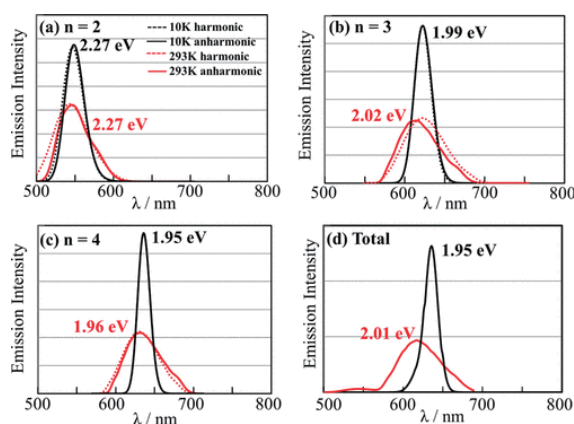 (a) n = 2
10K harmonic
10K anharmonic
293K harmonic
293K anharmonic
2.27 eV
2.27 eV
Emission Intensity
500 600 700 800
λ / nm
(b) n = 3
1.99 eV
2.02 eV
Emission Intensity
500 600 700 800
λ / nm
(c) n = 4
1.95 eV
1.96 eV
Emission Intensity
500 600 700 800
λ / nm
(d) Total
1.95 eV
2.01 eV
Emission Intensity
500 600 700 800
λ / nm